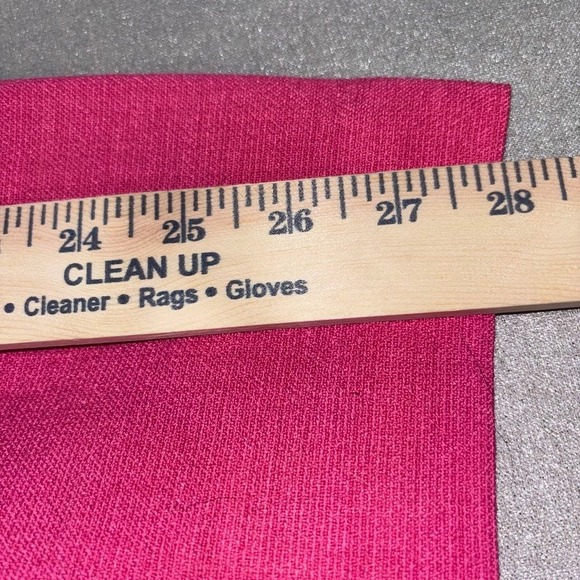 24 25 26 27 28
CLEAN UP
• Cleaner • Rags • Gloves